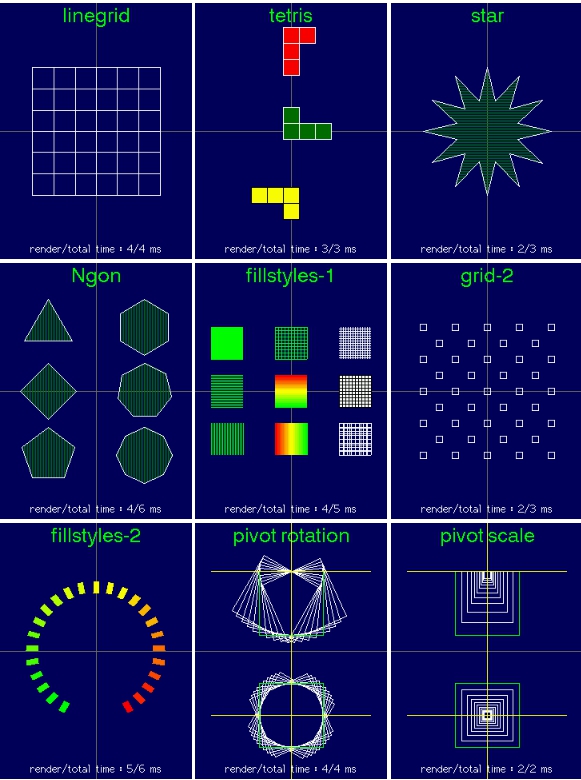 linegrid
tetris
star
render/total time : 4/4 ms
render/total time : 3/3 ms
render/total time : 2/3 ms
Ngon
fillstyles-1
grid-2
render/total time : 4/6 ms
render/total time : 4/5 ms
render/total time : 2/3 ms
fillstyles-2
pivot rotation
pivot scale
render/total time : 5/6 ms
render/total time : 4/4 ms
render/total time : 2/2 ms